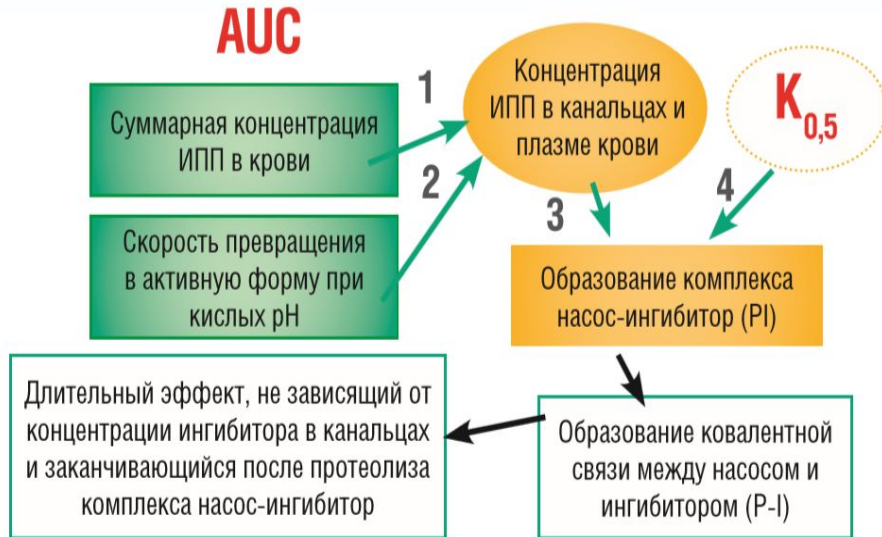 AUC
Суммарная концентрация
ИПП в крови
1
Концентрация
ИПП в канальцах и
плазме крови
K0,5
2
Скорость превращения
в активную форму при
кислых pH
3
4
Образование комплекса
насос-ингибитор (PI)
Длительный эффект, не зависящий от
концентрации ингибитора в канальцах
и заканчивающийся после протеолиза
комплекса насос-ингибитор
Образование ковалентной
связи между насосом и
ингибитором (P-I)